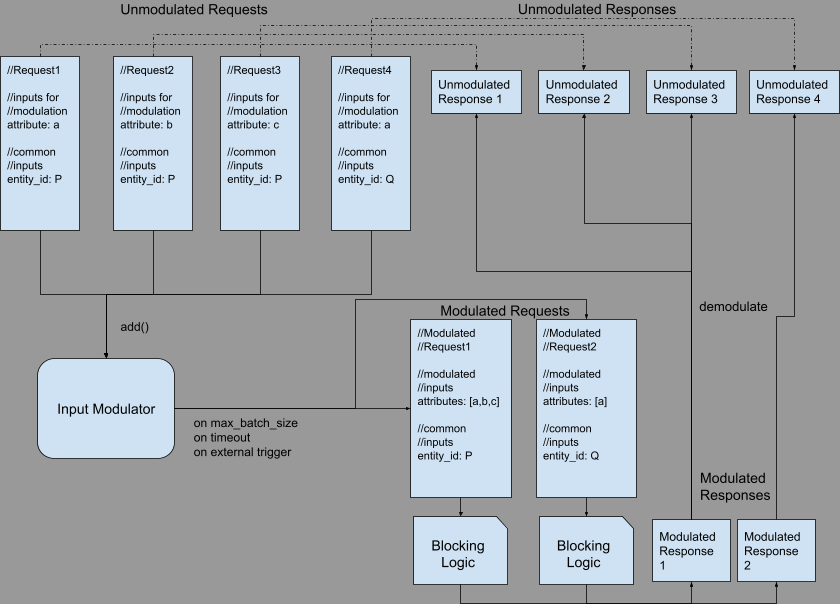 Unmodulated Requests
Unmodulated Responses
//Request1
//inputs for
//modulation
attribute: a
//common
//inputs
entity_id: P
//Request2
//inputs for
//modulation
attribute: b
//common
//inputs
entity_id: P
//Request3
//inputs for
//modulation
attribute: c
//common
//inputs
entity_id: P
//Request4
//inputs for
//modulation
attribute: a
//common
//inputs
entity_id: Q
Unmodulated
Response 1
Unmodulated
Response 2
Unmodulated
Response 3
Unmodulated
Response 4
add()
Input Modulator
on max_batch_size
on timeout
on external trigger
Modulated Requests
//Modulated
//Request1
//modulated
//inputs
attributes: [a,b,c]
//common
//inputs
entity_id: P
//Modulated
//Request2
//modulated
//inputs
attributes: [a]
//common
//inputs
entity_id: Q
demodulate
Blocking
Logic
Blocking
Logic
Modulated
Responses
Modulated
Response
1
Modulated
Response
2